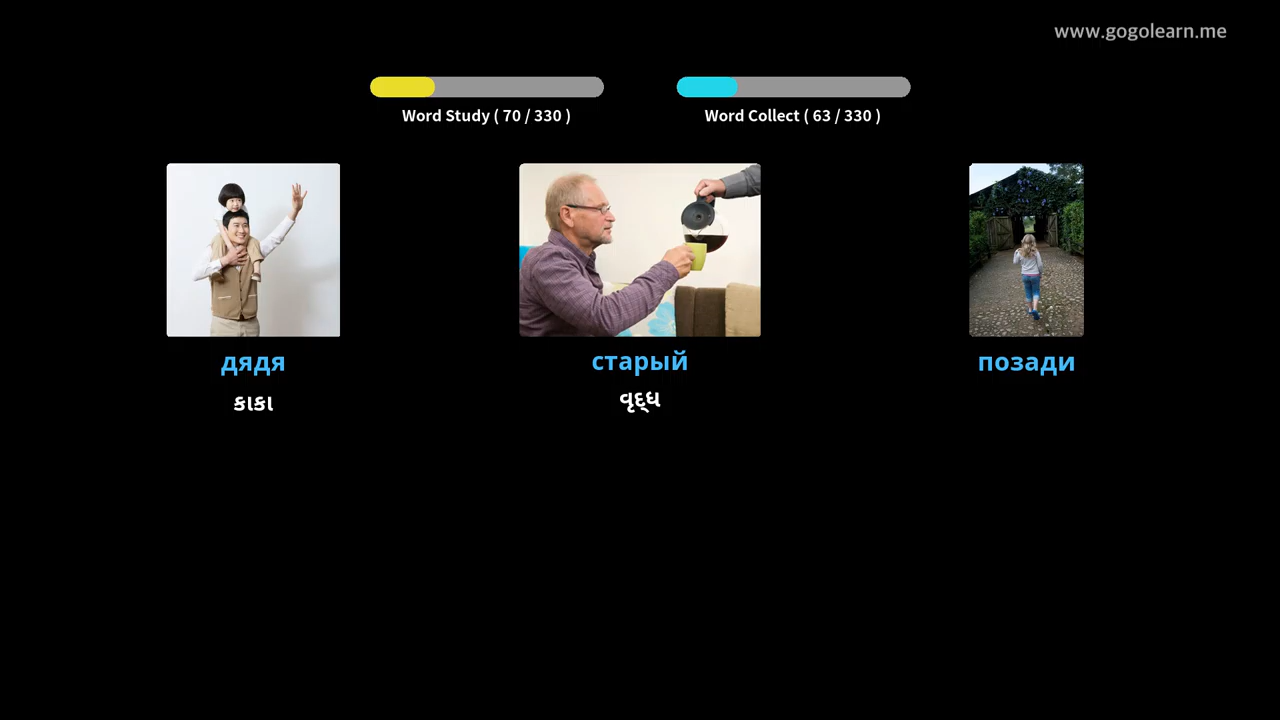 www.gogolearn.me
Word Study ( 70 / 330 )
Word Collect ( 63 / 330 )
дядя
старый
позади
કાકા
વૃદ્ધ